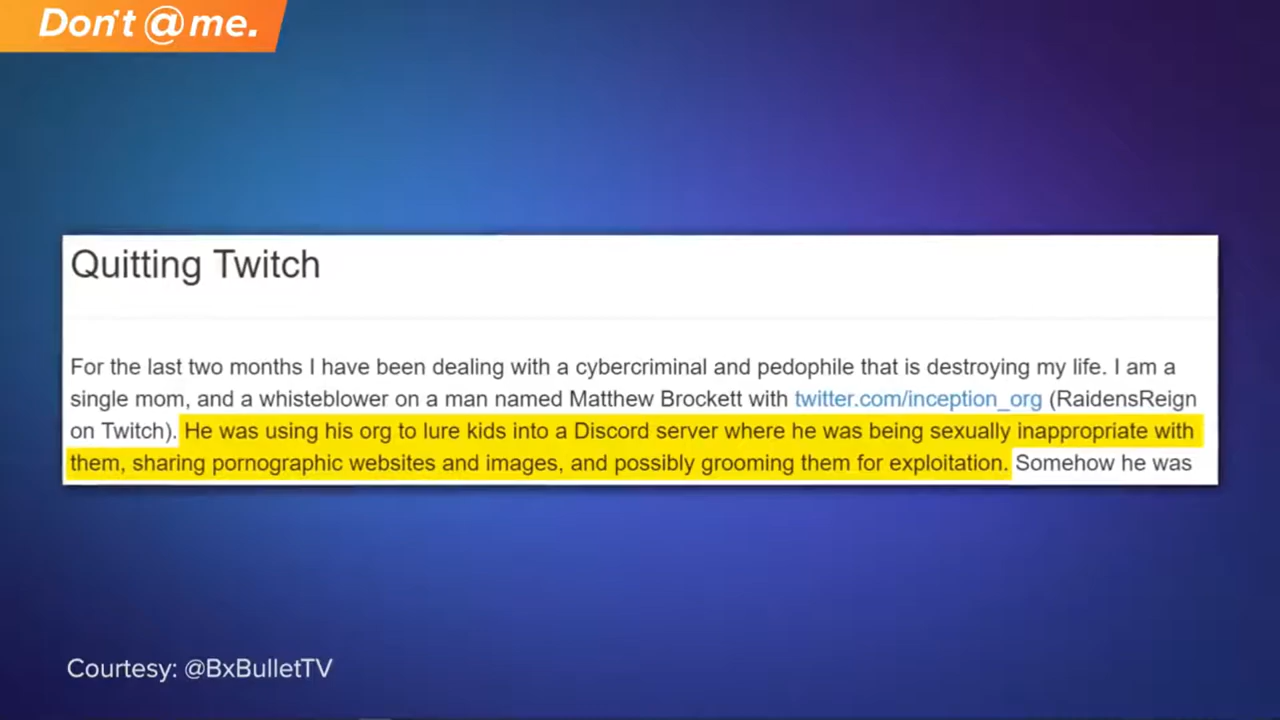 Don't @ me.
Quitting Twitch
For the last two months I have been dealing with a cybercriminal and pedophile that is destroying my life. I am a
single mom, and a whisteblower on a man named Matthew Brockett with twitter.com/inception_org (RaidensReign
on Twitch). He was using his org to lure kids into a Discord server where he was being sexually inappropriate with
them, sharing pornographic websites and images, and possibly grooming them for exploitation. Somehow he was
Courtesy: @BxBulletTV